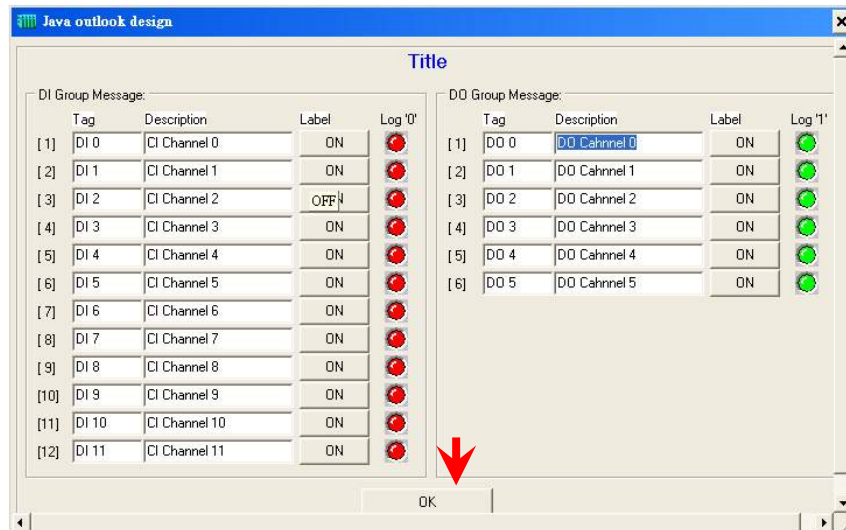 Java outlook design
Title
DI Group Message:
Tag Description Label Log '0'
[1] DI 0 CI Channel 0 ON
[2] DI 1 CI Channel 1 ON
[3] DI 2 CI Channel 2 OFF
[4] DI 3 CI Channel 3 ON
[5] DI 4 CI Channel 4 ON
[6] DI 5 CI Channel 5 ON
[7] DI 6 CI Channel 6 ON
[8] DI 7 CI Channel 7 ON
[9] DI 8 CI Channel 8 ON
[10] DI 9 CI Channel 9 ON
[11] DI 10 CI Channel 10 ON
[12] DI 11 CI Channel 11 ON
DO Group Message:
Tag Description Label Log '1'
[1] DO 0 DO Cahnnel 0 ON
[2] DO 1 DO Cahnnel 1 ON
[3] DO 2 DO Cahnnel 2 ON
[4] DO 3 DO Cahnnel 3 ON
[5] DO 4 DO Cahnnel 4 ON
[6] DO 5 DO Cahnnel 5 ON
OK